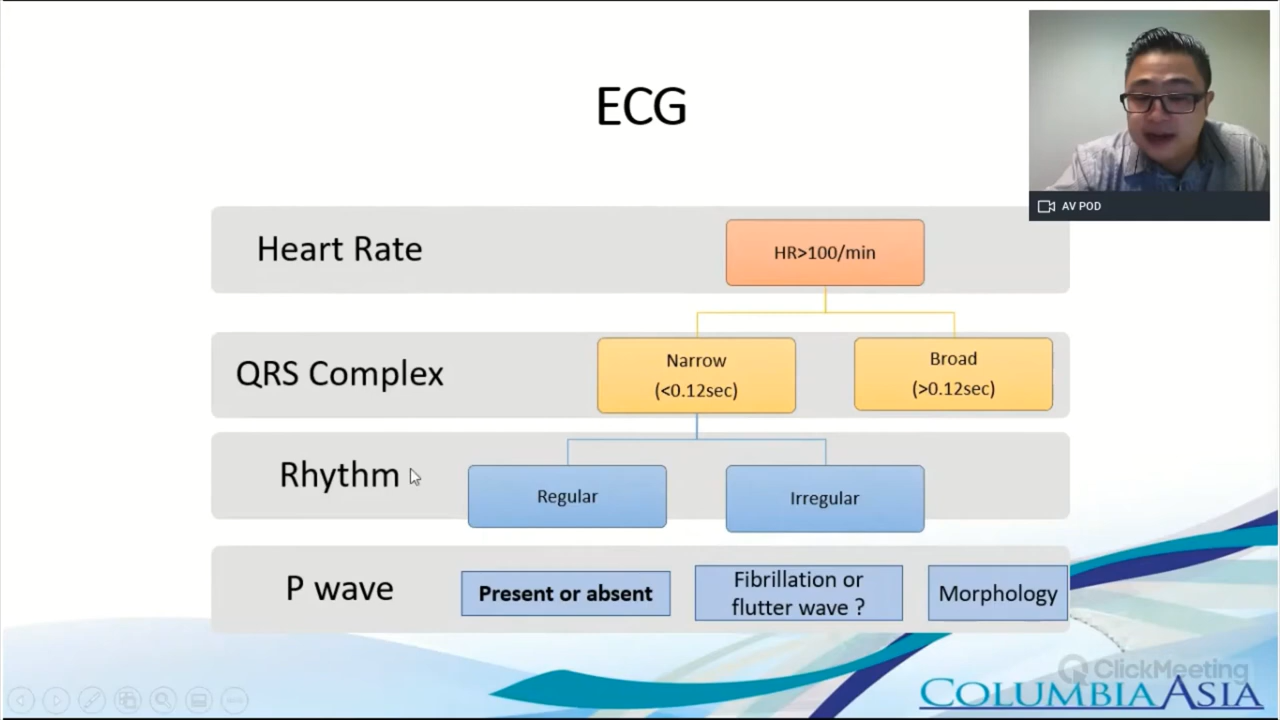 ECG
AV POD
Heart Rate
HR>100/min
QRS Complex
Narrow
(<0.12sec)
Broad
(>0.12sec)
Rhythm
Regular
Irregular
P wave
Present or absent
Fibrillation or
flutter wave ?
Morphology
ClickMeeting
COLUMBIA ASIA